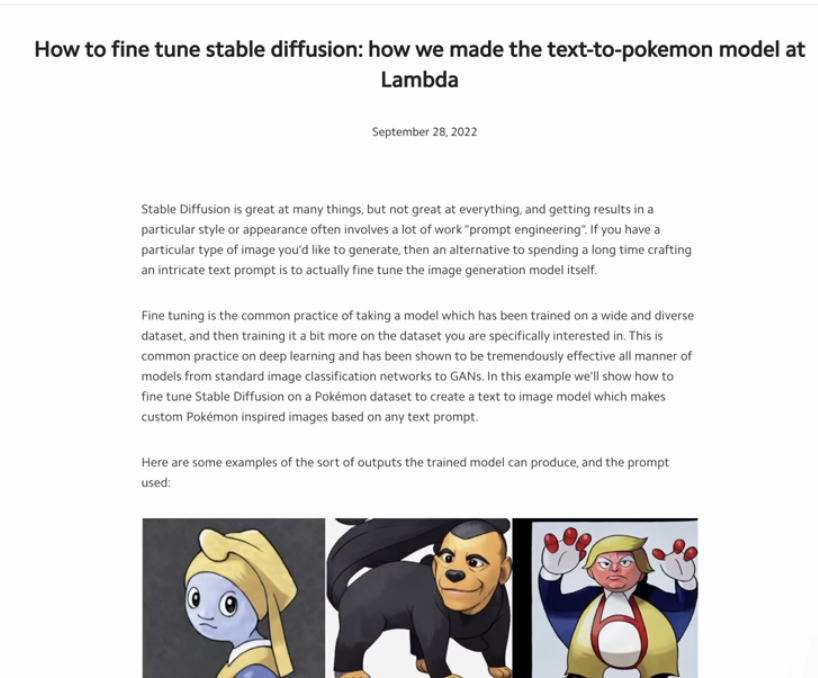 How to fine tune stable diffusion: how we made the text-to-pokemon model at
Lambda
September 28, 2022
Stable Diffusion is great at many things, but not great at everything, and getting results in a
particular style or appearance often involves a lot of work "prompt engineering". If you have a
particular type of image you'd like to generate, then an alternative to spending a long time crafting
an intricate text prompt is to actually fine tune the image generation model itself.
Fine tuning is the common practice of taking a model which has been trained on a wide and diverse
dataset, and then training it a bit more on the dataset you are specifically interested in. This is
common practice on deep learning and has been shown to be tremendously effective all manner of
models from standard image classification networks to GANs. In this example we'll show how to
fine tune Stable Diffusion on a Pokémon dataset to create a text to image model which makes
custom Pokémon inspired images based on any text prompt.
Here are some examples of the sort of outputs the trained model can produce, and the prompt
used: